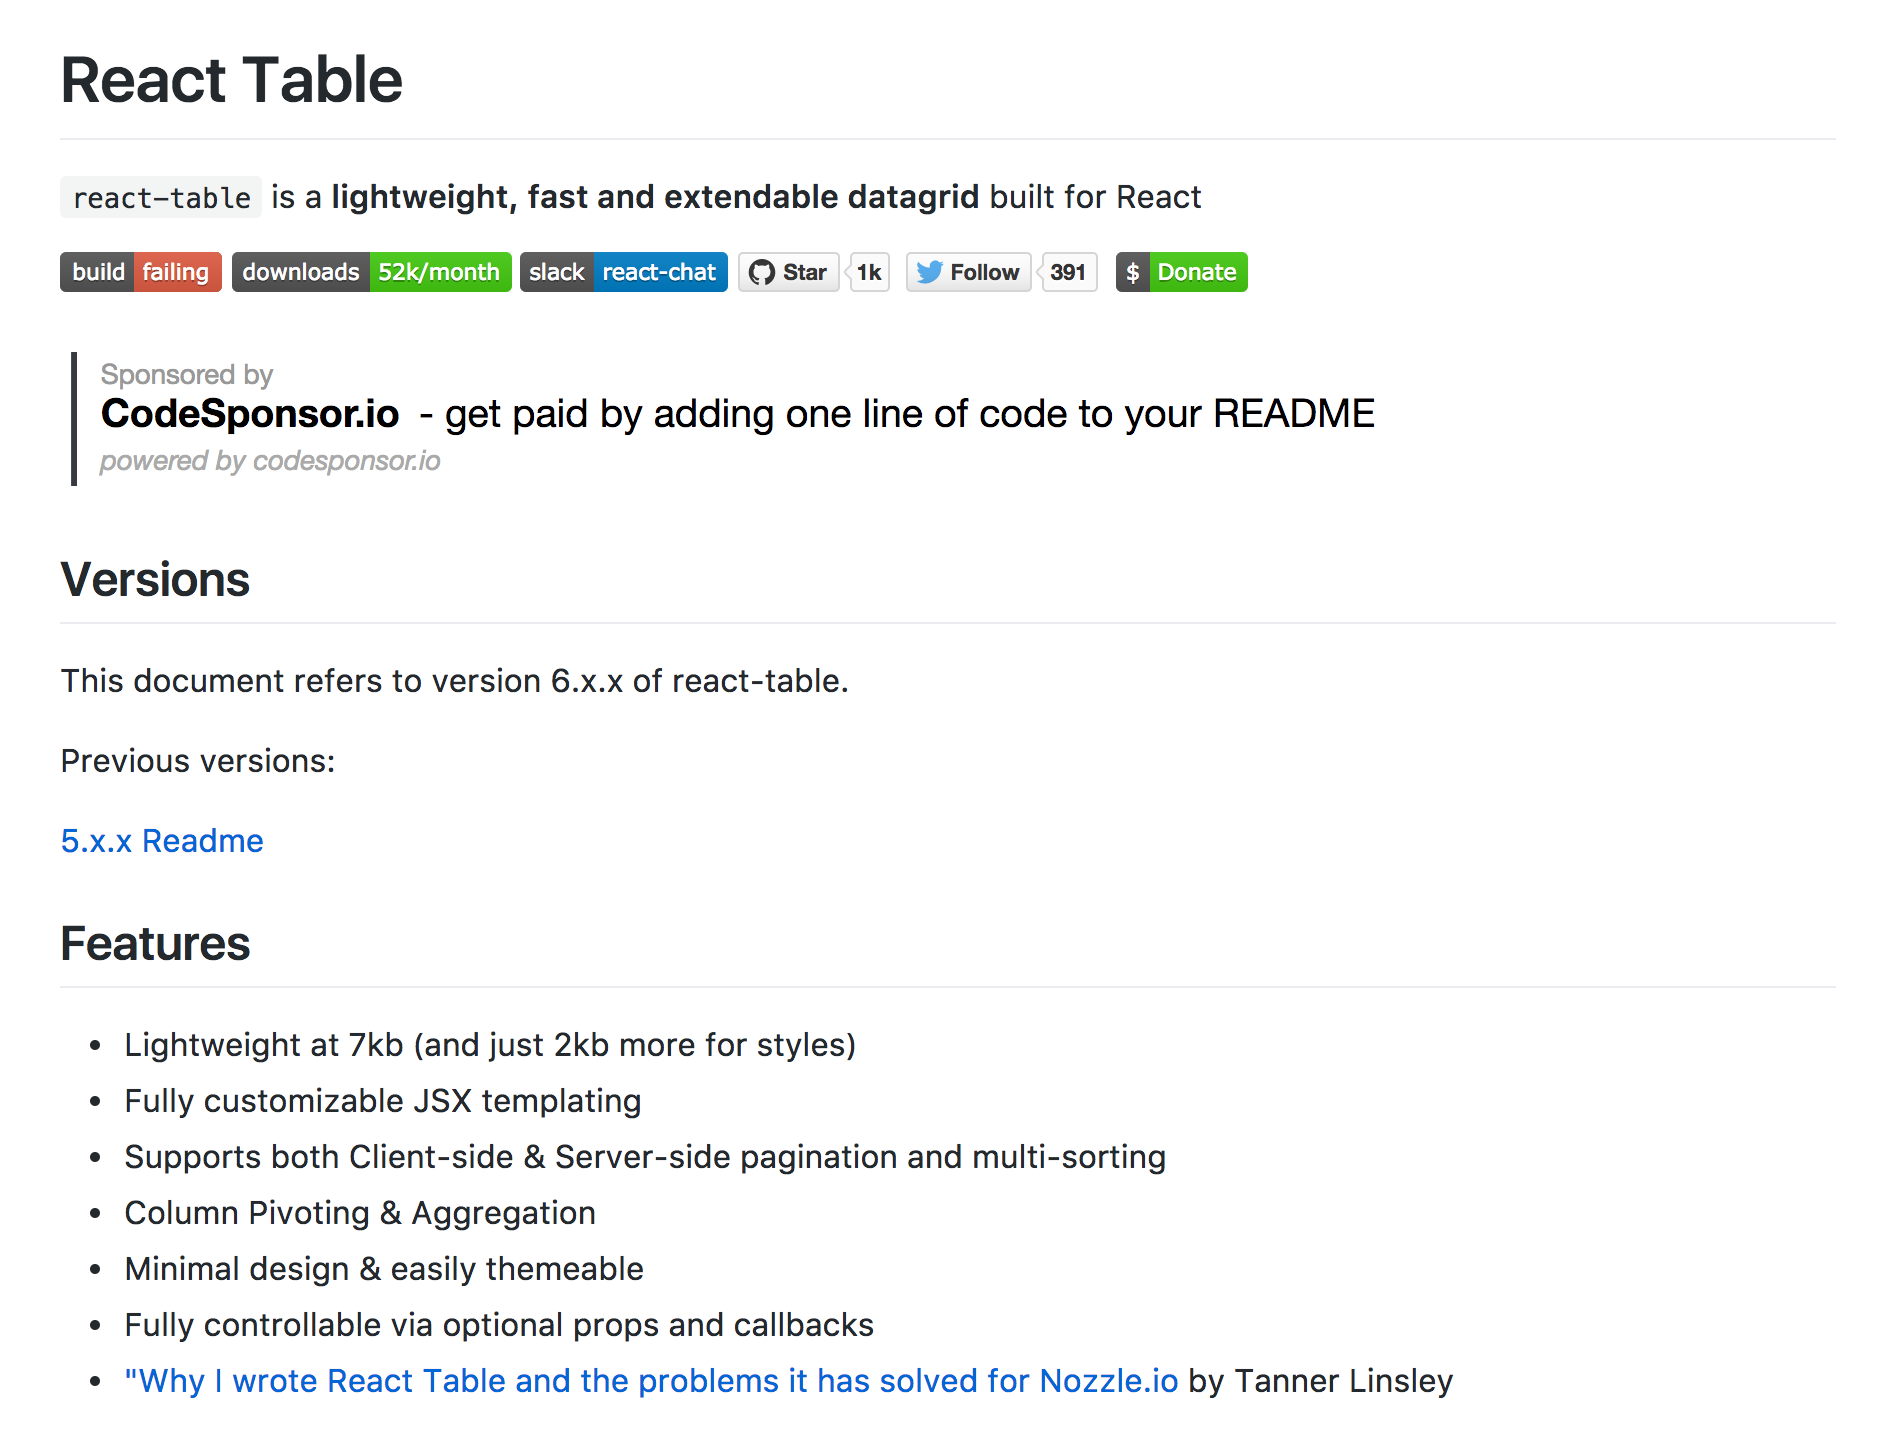 React Table
react-table is a lightweight, fast and extendable datagrid built for React
build failing downloads 52k/month slack react-chat Star 1k Follow 391 $ Donate
Sponsored by
CodeSponsor.io - get paid by adding one line of code to your README
powered by codesponsor.io
Versions
This document refers to version 6.x.x of react-table.
Previous versions:
5.x.x Readme
Features
• Lightweight at 7kb (and just 2kb more for styles)
• Fully customizable JSX templating
• Supports both Client-side & Server-side pagination and multi-sorting
• Column Pivoting & Aggregation
• Minimal design & easily themeable
• Fully controllable via optional props and callbacks
• "Why I wrote React Table and the problems it has solved for Nozzle.io by Tanner Linsley